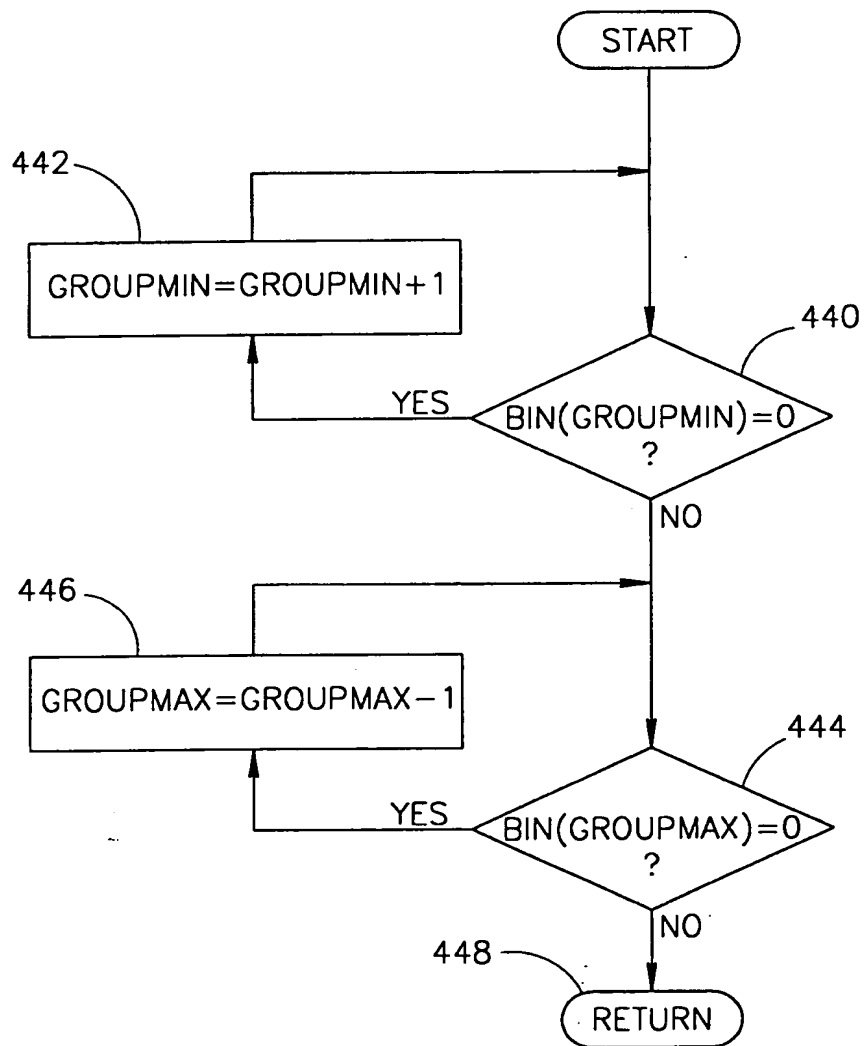 START
442
GROUPMIN=GROUPMIN+1
440
YES
BIN(GROUPMIN)=0
?
NO
446
GROUPMAX=GROUPMAX-1
444
YES
BIN(GROUPMAX)=0
?
NO
448
RETURN